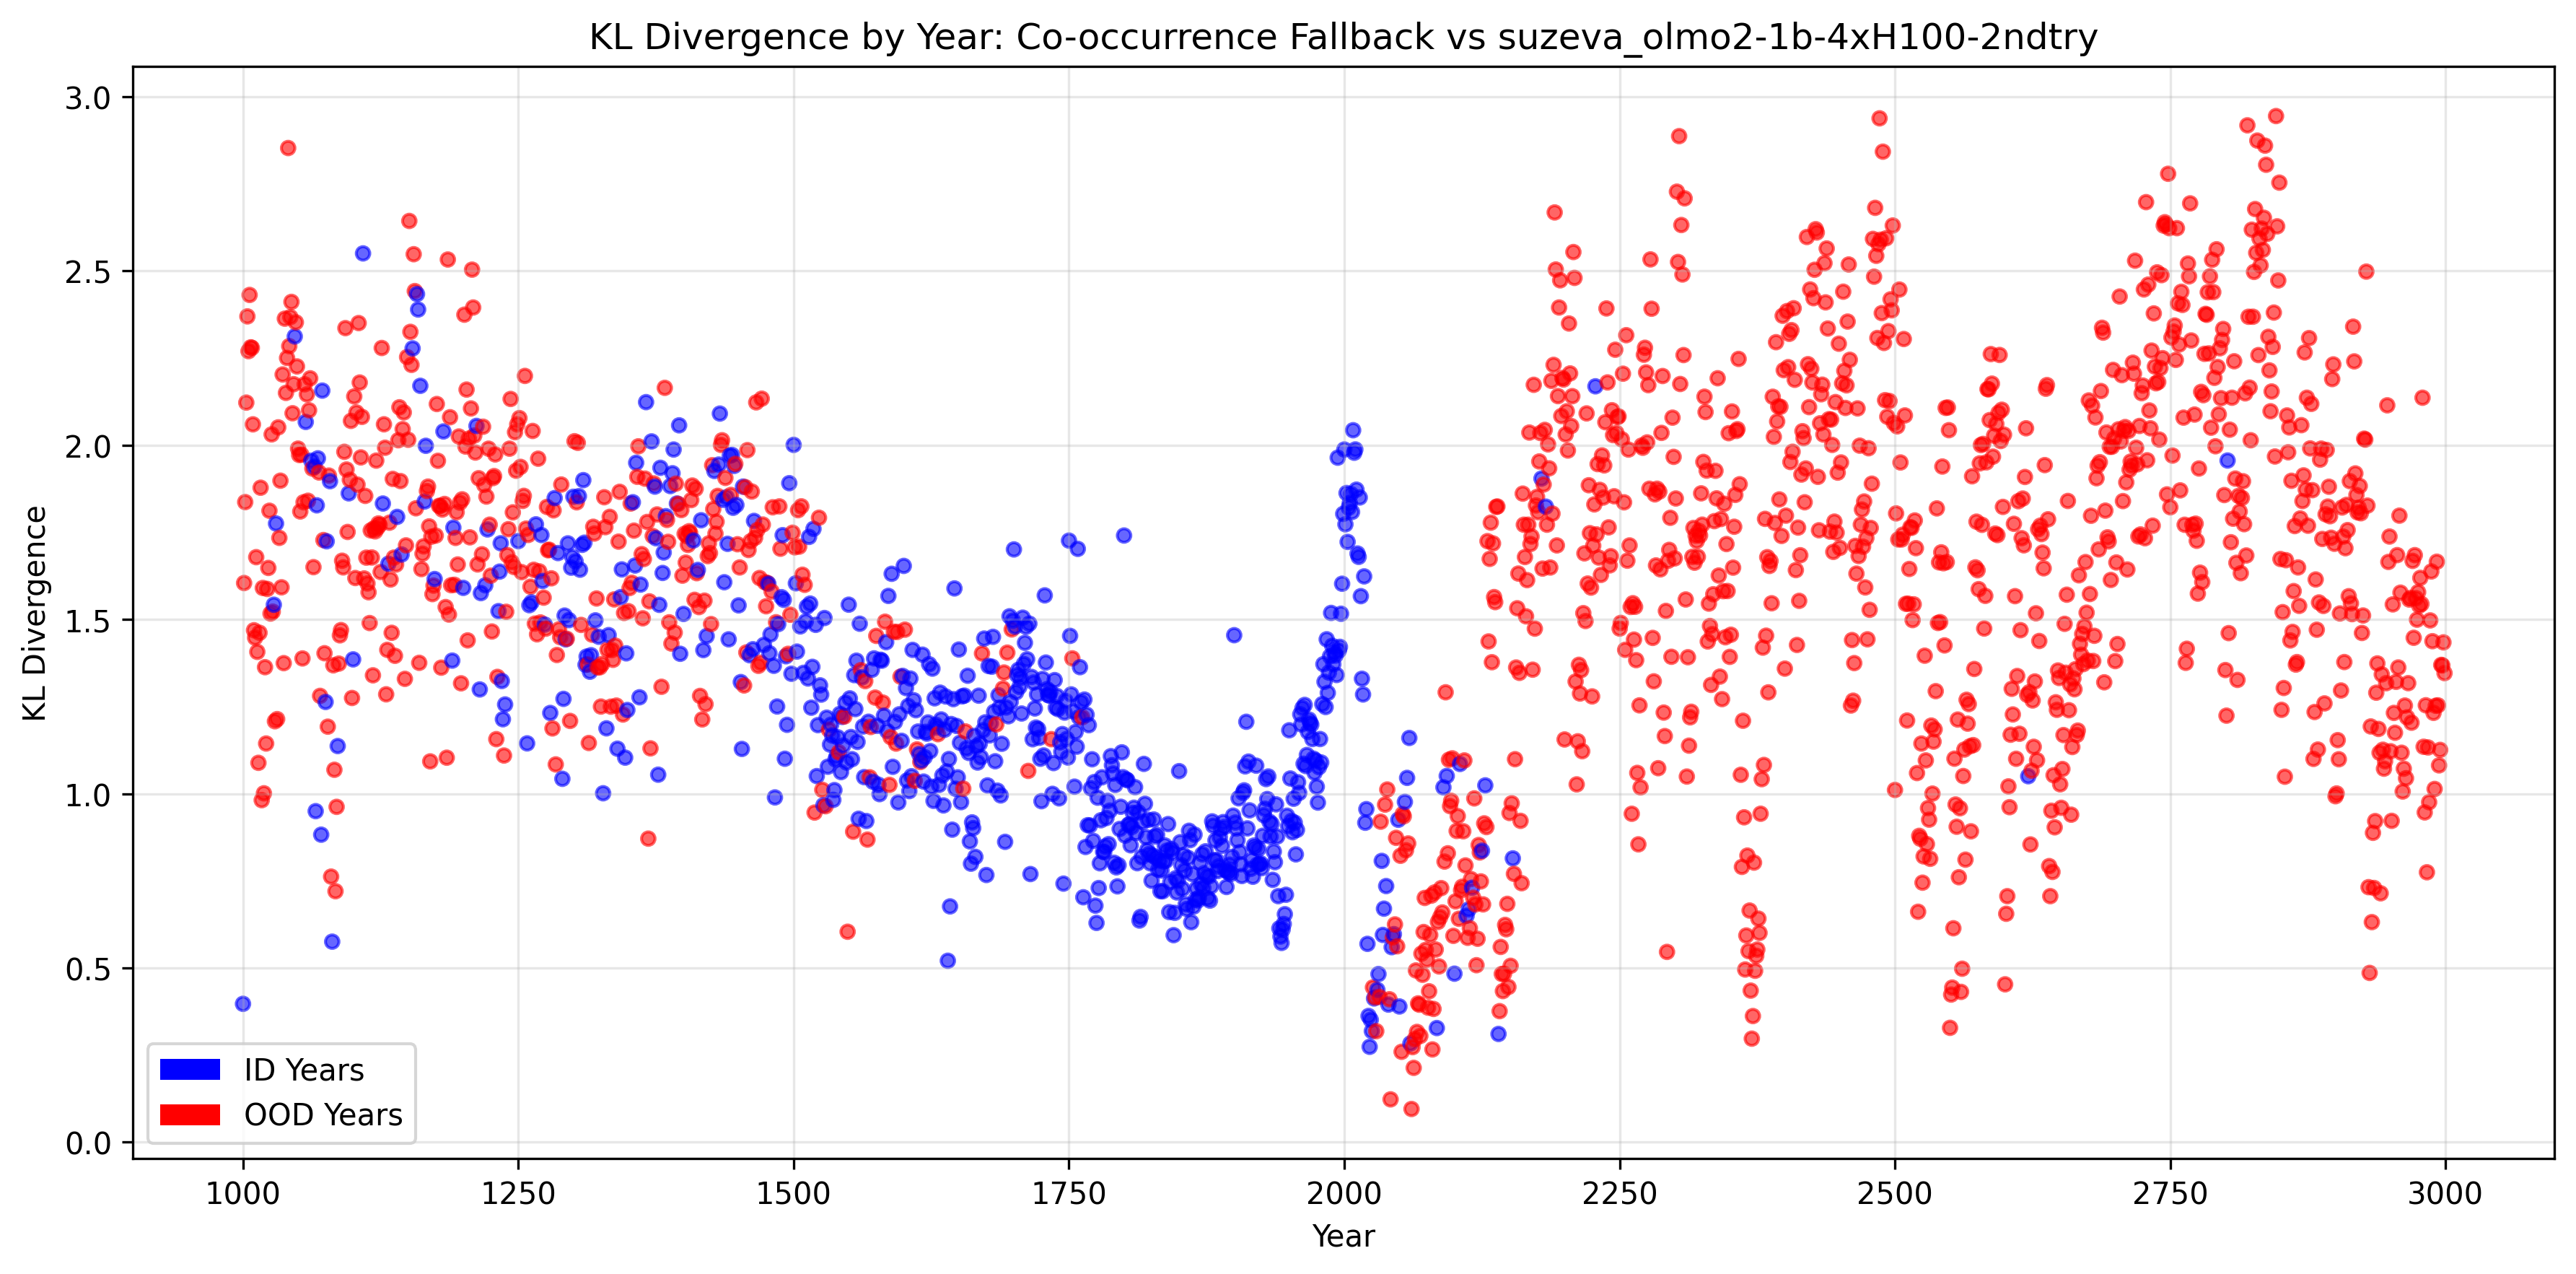 KL Divergence by Year: Co-occurrence Fallback vs suzeva_olmo2-1b-4xH100-2ndtry
3.0
2.5
2.0
1.5
1.0
0.5
0.0
KL Divergence
ID Years
OOD Years
1000 1250 1500 1750 2000 2250 2500 2750 3000
Year